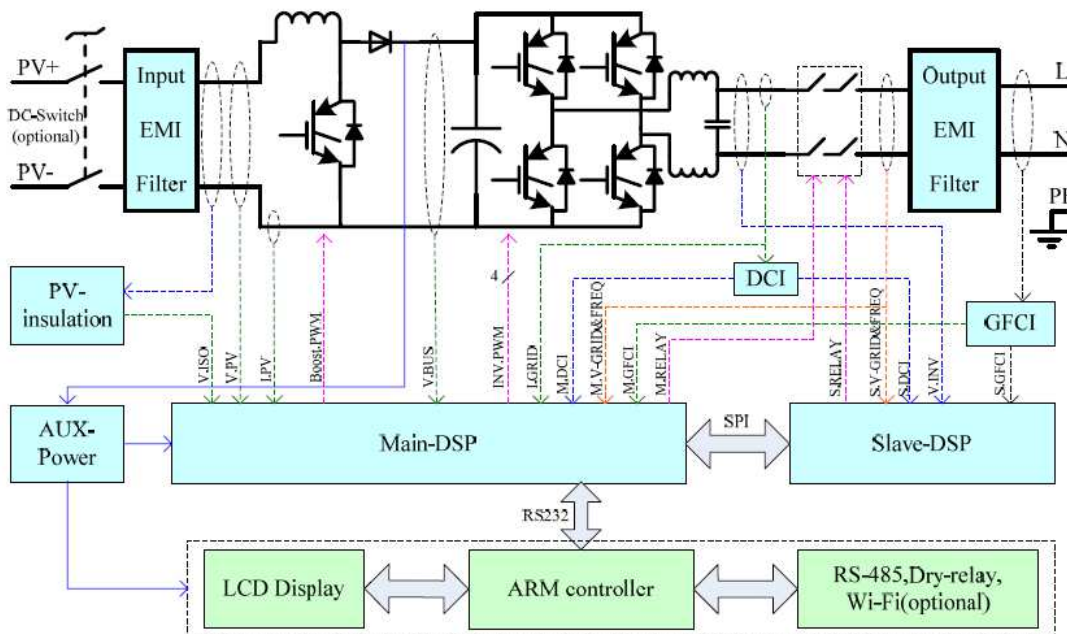 PV+
DC-Switch
(optional)
PV-
Input
EMI
Filter
Output
EMI
Filter
L
N
PE
PV-
insulation
4
DCI
GFCI
V.ISO
V.PV
I.PV
Boost.PWM
V.BUS
INV.PWM
I.GRID
M.DCI
M.V-GRID&FREQ
M.GFCI
M.RELAY
S.RELAY
S.V-GRID&FREQ
S.DCI
V.INV
S.GFCI
AUX-
Power
Main-DSP
SPI
Slave-DSP
RS232
LCD Display
ARM controller
RS-485,Dry-relay,
Wi-Fi(optional)